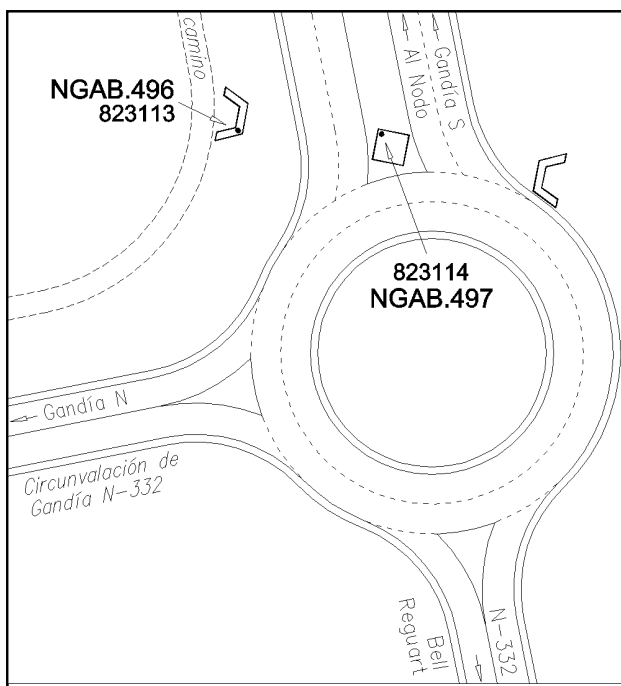 camino
NGAB.496
823113
Al Nodo
Gandía S
823114
NGAB.497
Gandía N
Circunvalación de
Gandía N-332
Bell
Reguart
N-332